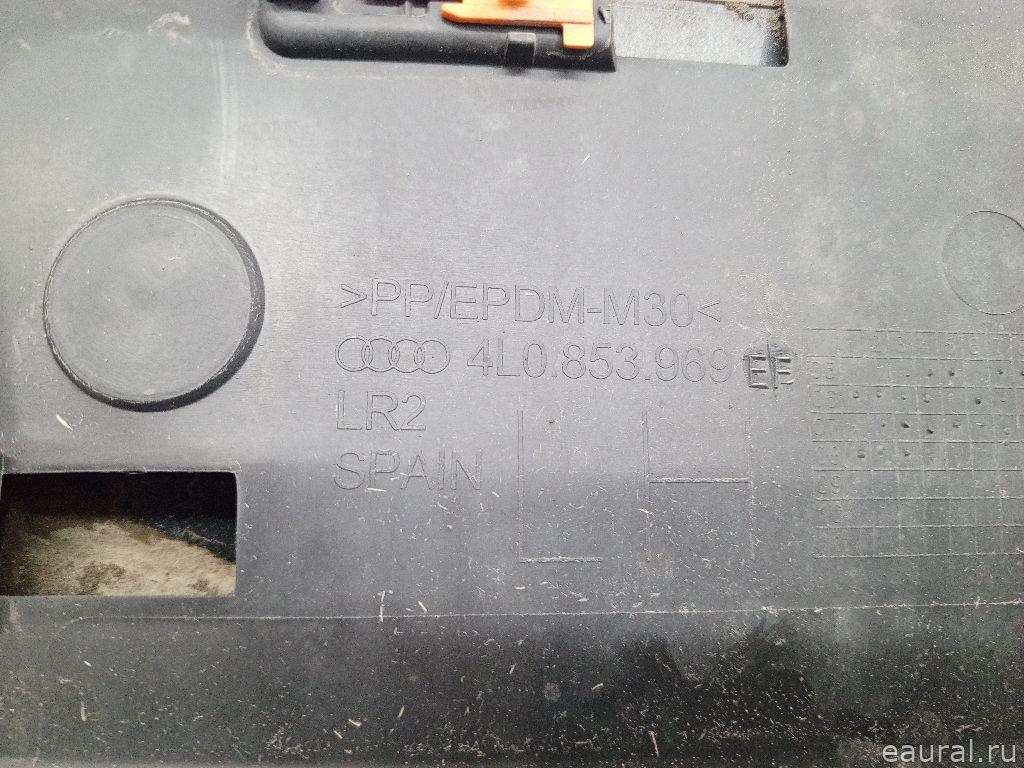 >PP/EPDM-M30<
4L0.853.969
LR2
SPAIN
eaural.ru